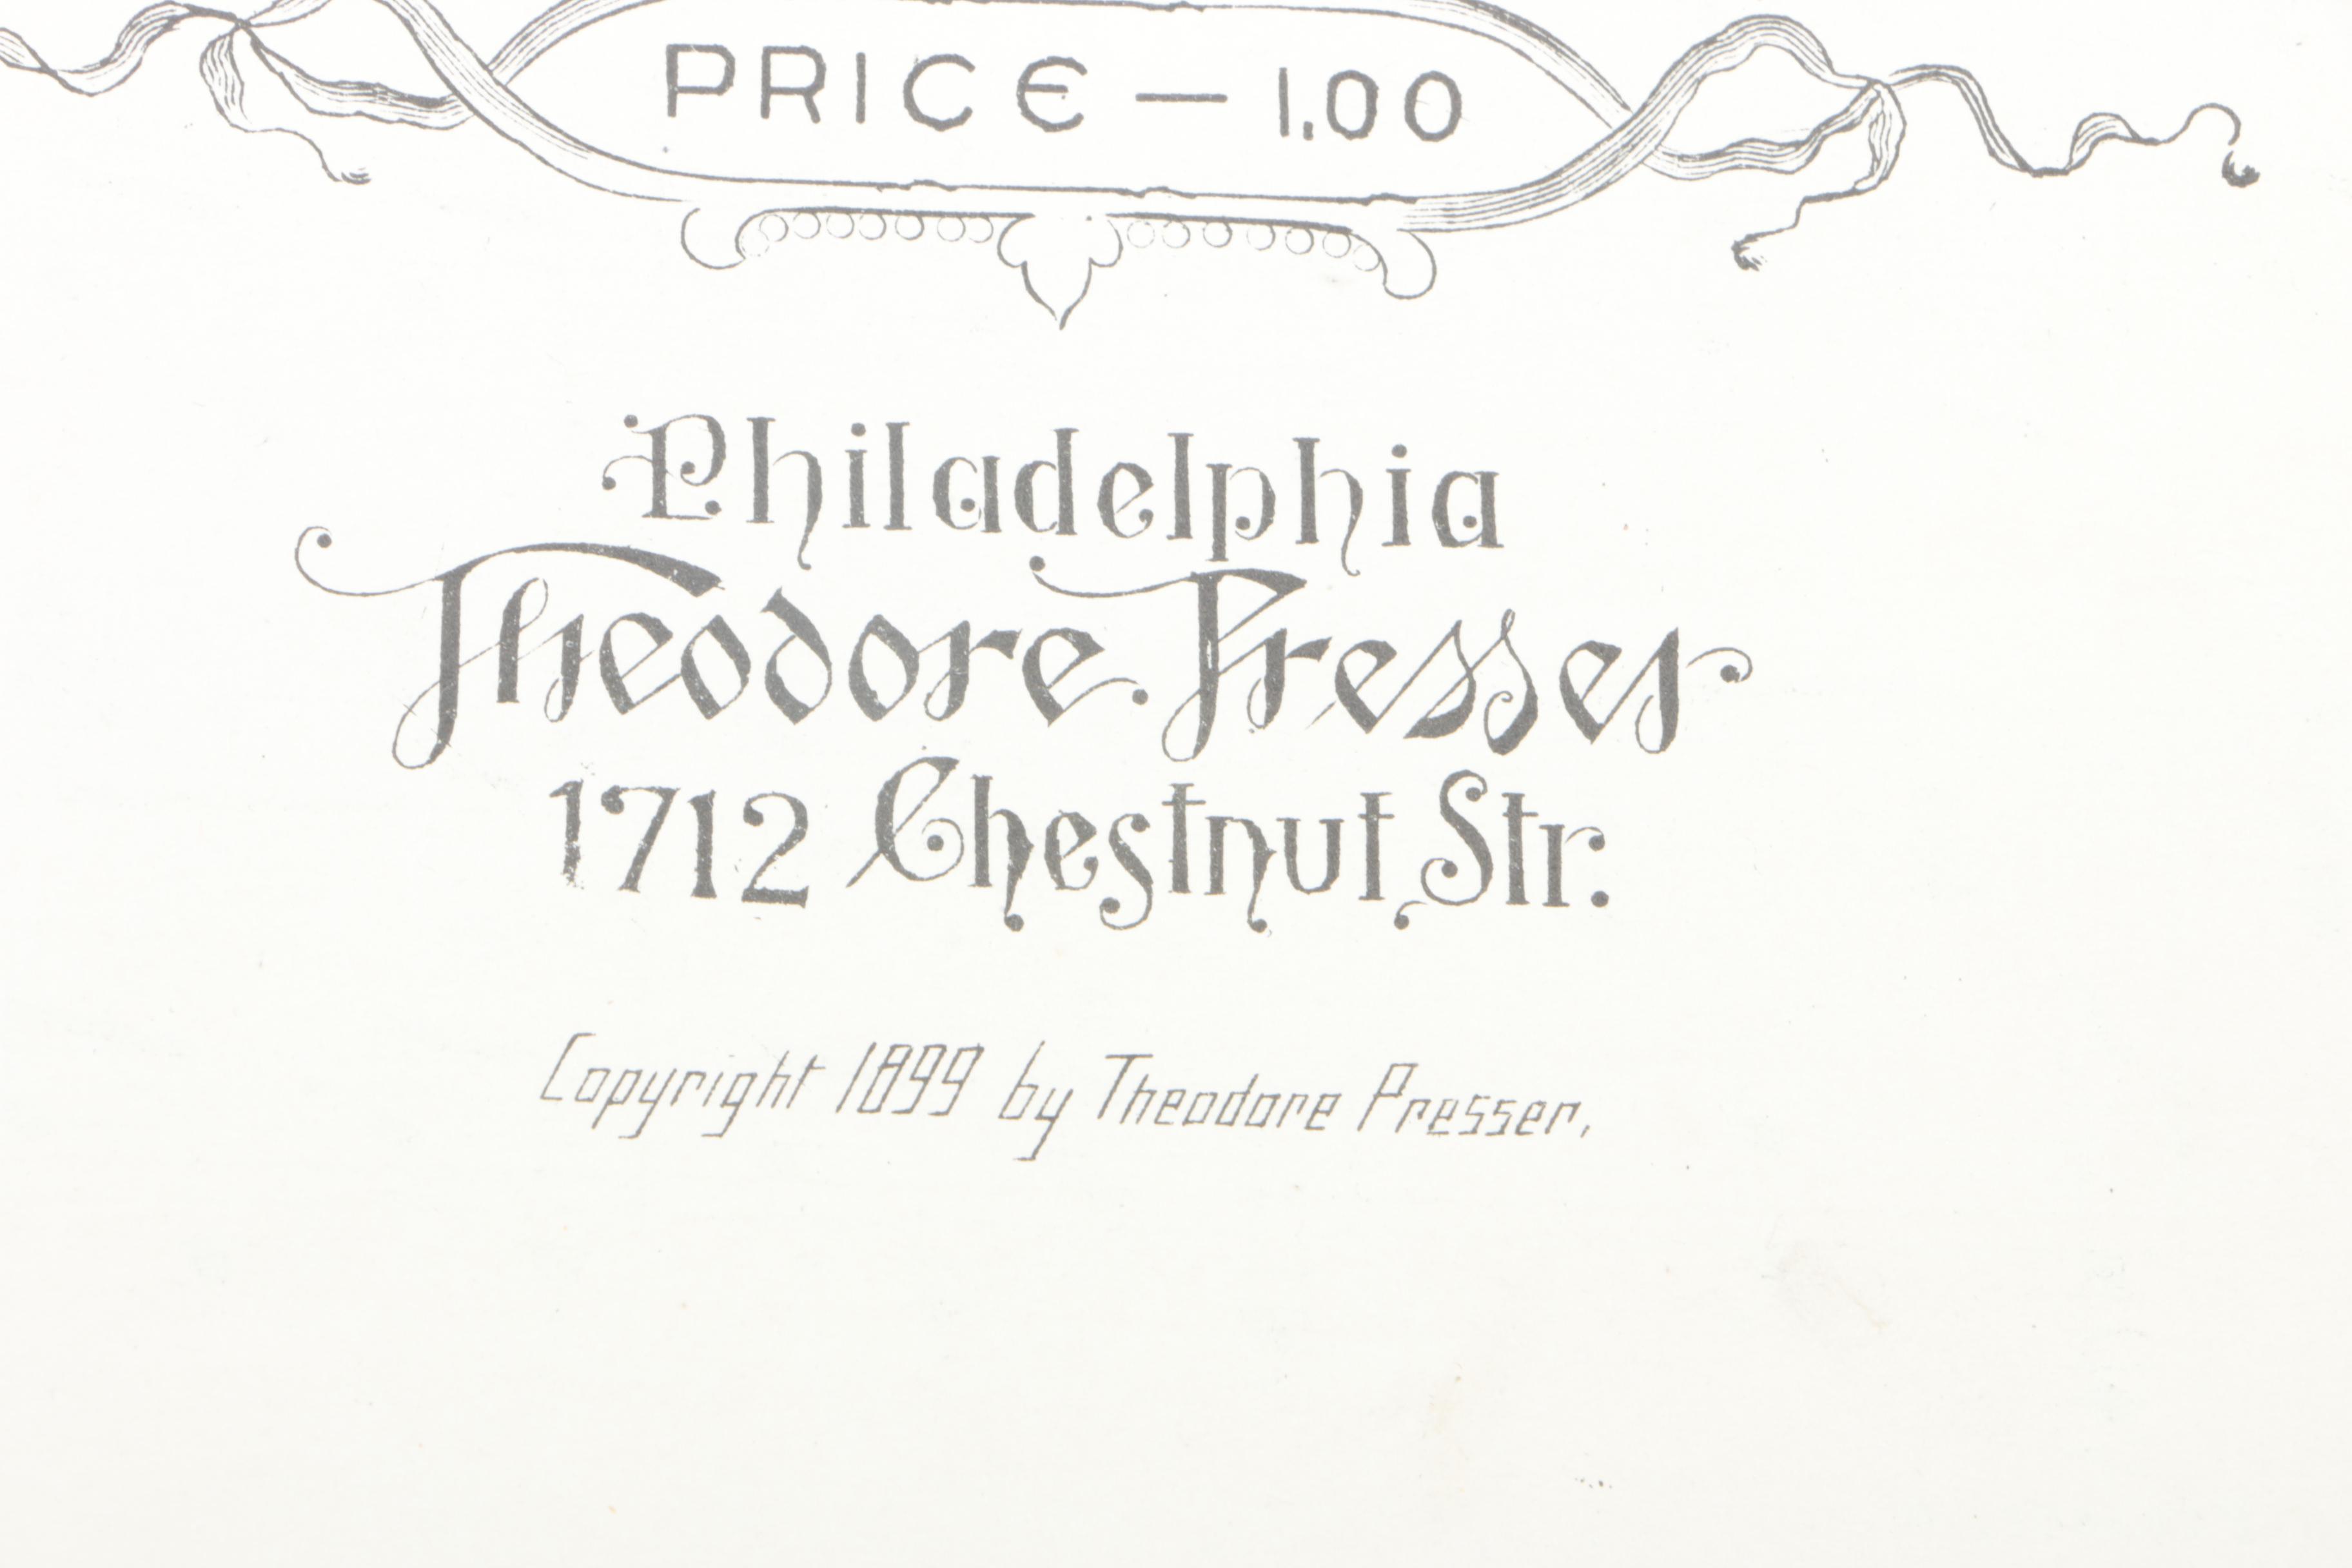 PRICE — 1.00
Philadelphia
Theodore Presser
1712 Chestnut Str.
Copyright 1899 by Theodore Presser.